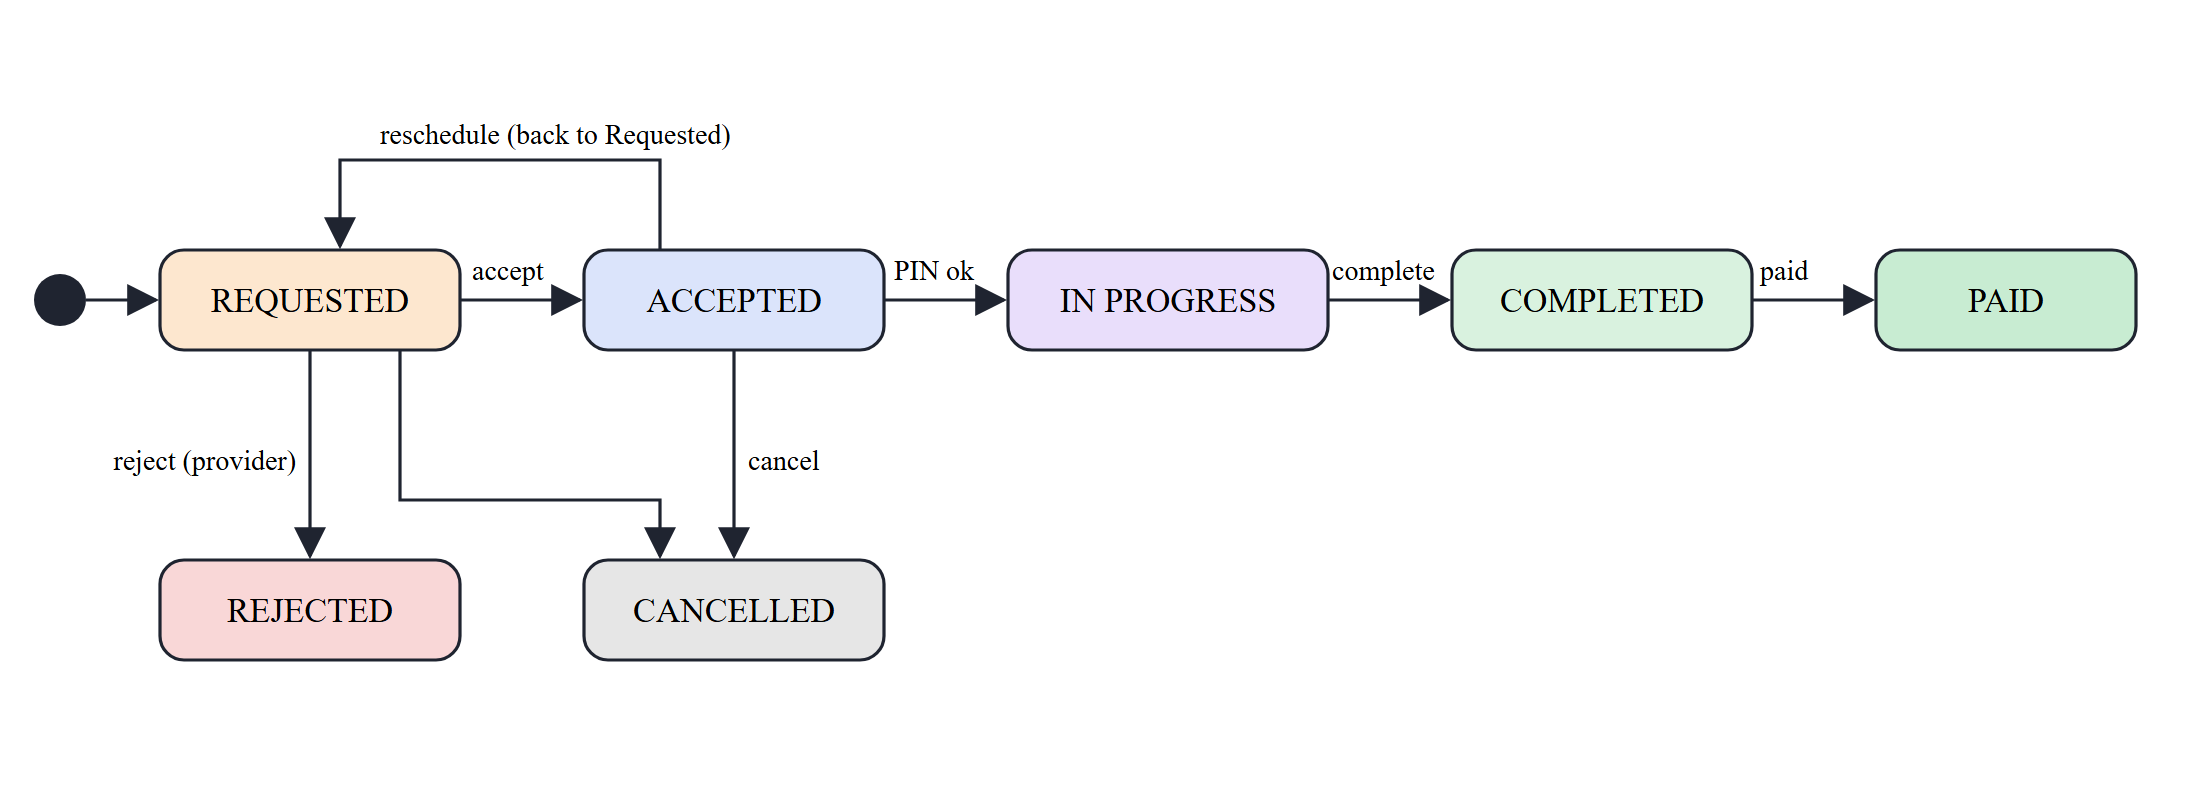 reschedule (back to Requested)
REQUESTED
accept
ACCEPTED
PIN ok
IN PROGRESS
complete
COMPLETED
paid
PAID
reject (provider)
cancel
REJECTED
CANCELLED